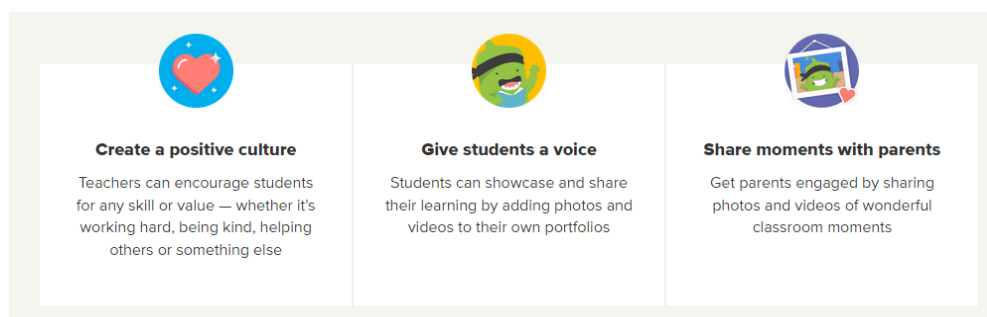 Create a positive culture
Teachers can encourage students
for any skill or value — whether it's
working hard, being kind, helping
others or something else
Give students a voice
Students can showcase and share
their learning by adding photos and
videos to their own portfolios
Share moments with parents
Get parents engaged by sharing
photos and videos of wonderful
classroom moments